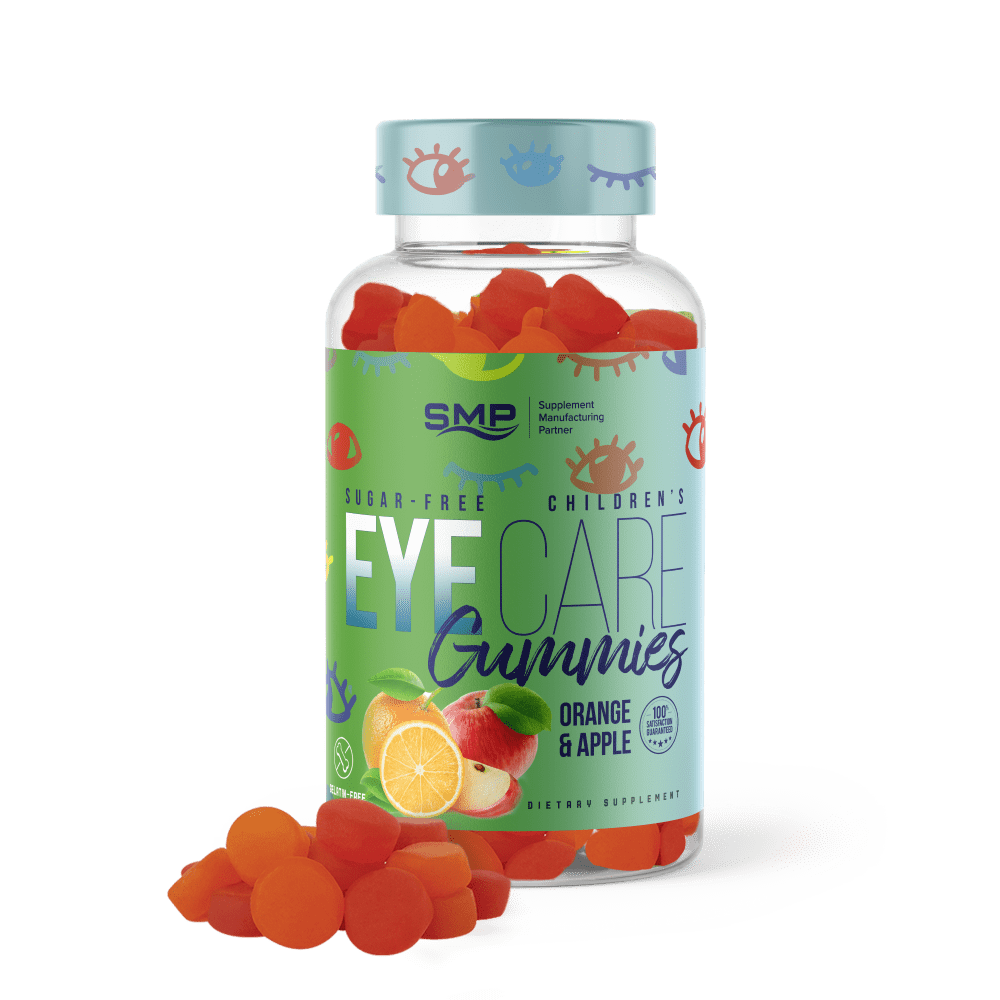 SMP
Supplement
Manufacturing
Partner
SUGAR-FREE CHILDREN'S
EYE CARE
Gummies
ORANGE
& APPLE
100%
SATISFACTION
GUARANTEED
GELATIN-FREE
DIETARY SUPPLEMENT